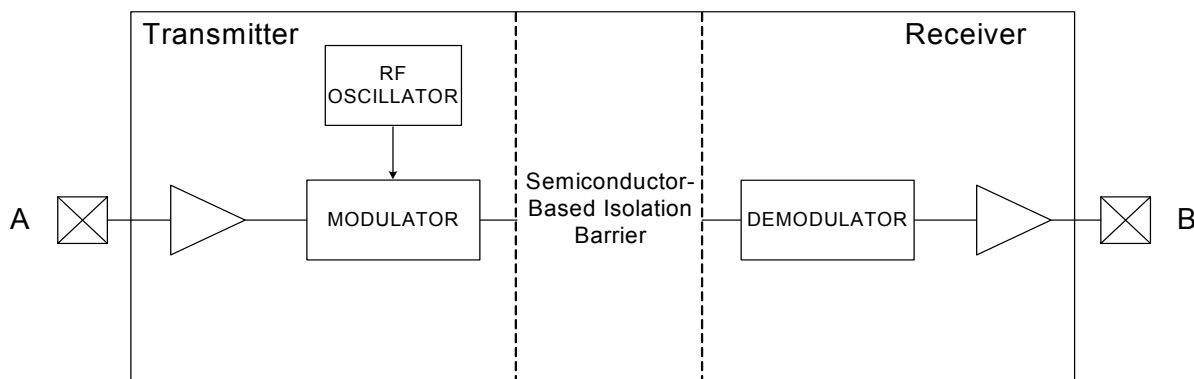 Transmitter
Receiver
RF
OSCILLATOR
A
MODULATOR
Semiconductor-
Based Isolation
Barrier
DEMODULATOR
B